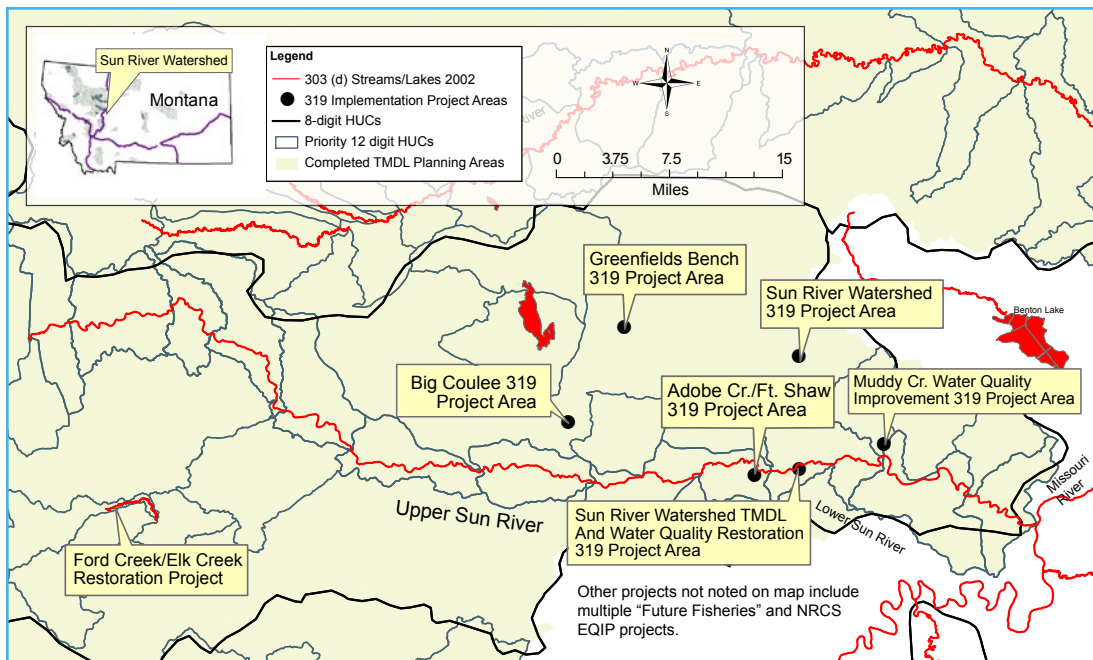 Sun River Watershed
Montana
Legend
303 (d) Streams/Lakes 2002
319 Implementation Project Areas
8-digit HUCs
Priority 12 digit HUCs
Completed TMDL Planning Areas
N
W
E
S
River
0 3.75 7.5 15
Miles
Greenfields Bench
319 Project Area
Sun River Watershed
319 Project Area
Benton Lake
Big Coulee 319
Project Area
Adobe Cr./Ft. Shaw
319 Project Area
Muddy Cr. Water Quality
Improvement 319 Project Area
Missouri
River
Upper Sun River
Lower Sun River
Sun River Watershed TMDL
And Water Quality Restoration
319 Project Area
Ford Creek/Elk Creek
Restoration Project
Other projects not noted on map include
multiple “Future Fisheries” and NRCS
EQIP projects.